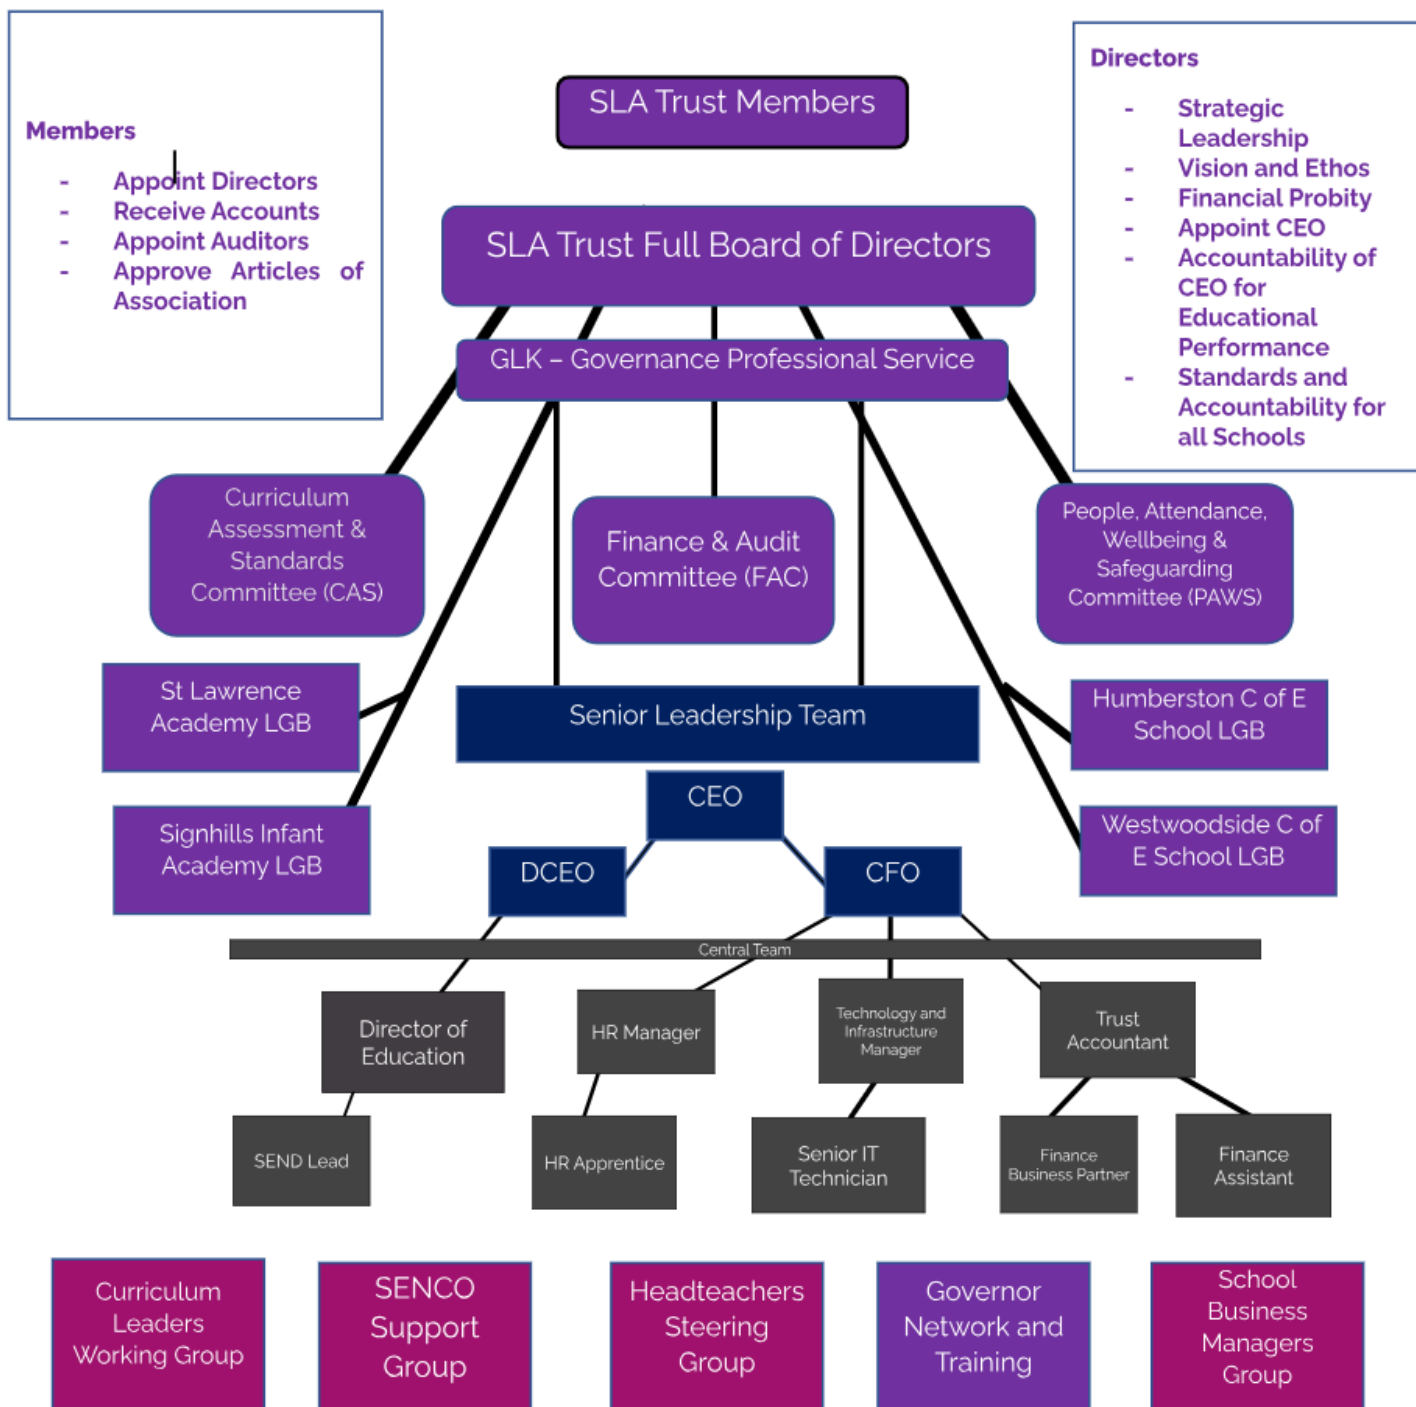 Members
- Appoint Directors
- Receive Accounts
- Appoint Auditors
- Approve Articles of
Association
SLA Trust Members
Directors
- Strategic
Leadership
- Vision and Ethos
- Financial Probity
- Appoint CEO
- Accountability of
CEO for
Educational
Performance
- Standards and
Accountability for
all Schools
SLA Trust Full Board of Directors
GLK – Governance Professional Service
Curriculum
Assessment &
Standards
Committee (CAS)
Finance & Audit
Committee (FAC)
People, Attendance,
Wellbeing &
Safeguarding
Committee (PAWS)
St Lawrence
Academy LGB
Senior Leadership Team
Humberston C of E
School LGB
CEO
Signhills Infant
Academy LGB
Westwoodside C of
E School LGB
DCEO
CFO
Central Team
Director of
Education
HR Manager
Technology and
Infrastructure
Manager
Trust
Accountant
SEND Lead
HR Apprentice
Senior IT
Technician
Finance
Business Partner
Finance
Assistant
Curriculum
Leaders
Working Group
SENCO
Support
Group
Headteachers
Steering
Group
Governor
Network and
Training
School
Business
Managers
Group